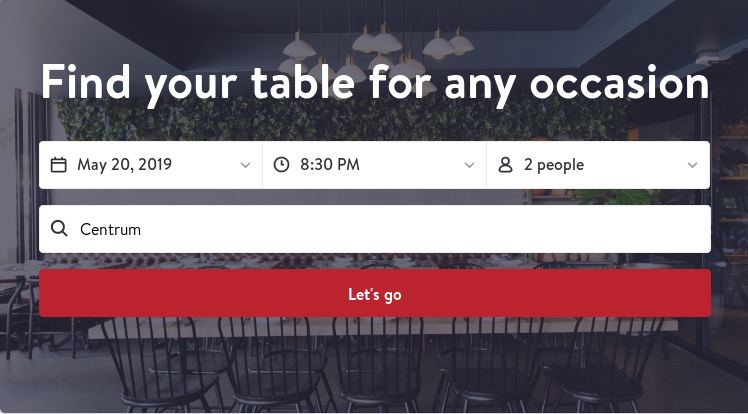 Find your table for any occasion
May 20, 2019 8:30 PM 2 people
Centrum
Let's go